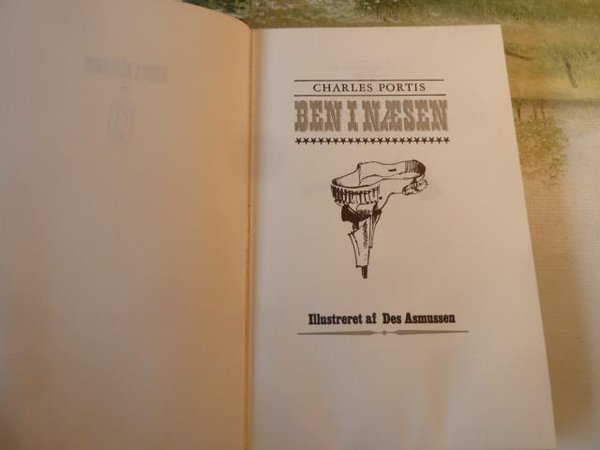 CHARLES PORTIS
BEN I NÆSEN
Illustreret af Des Asmussen